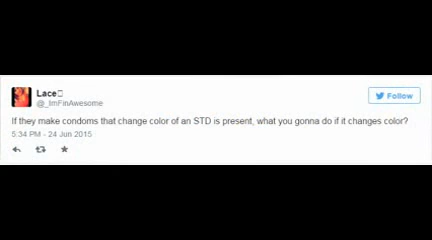 Lace
@_ImFinAwesome
Follow
If they make condoms that change color of an STD is present, what you gonna do if it changes color?
5:34 PM - 24 Jun 2015